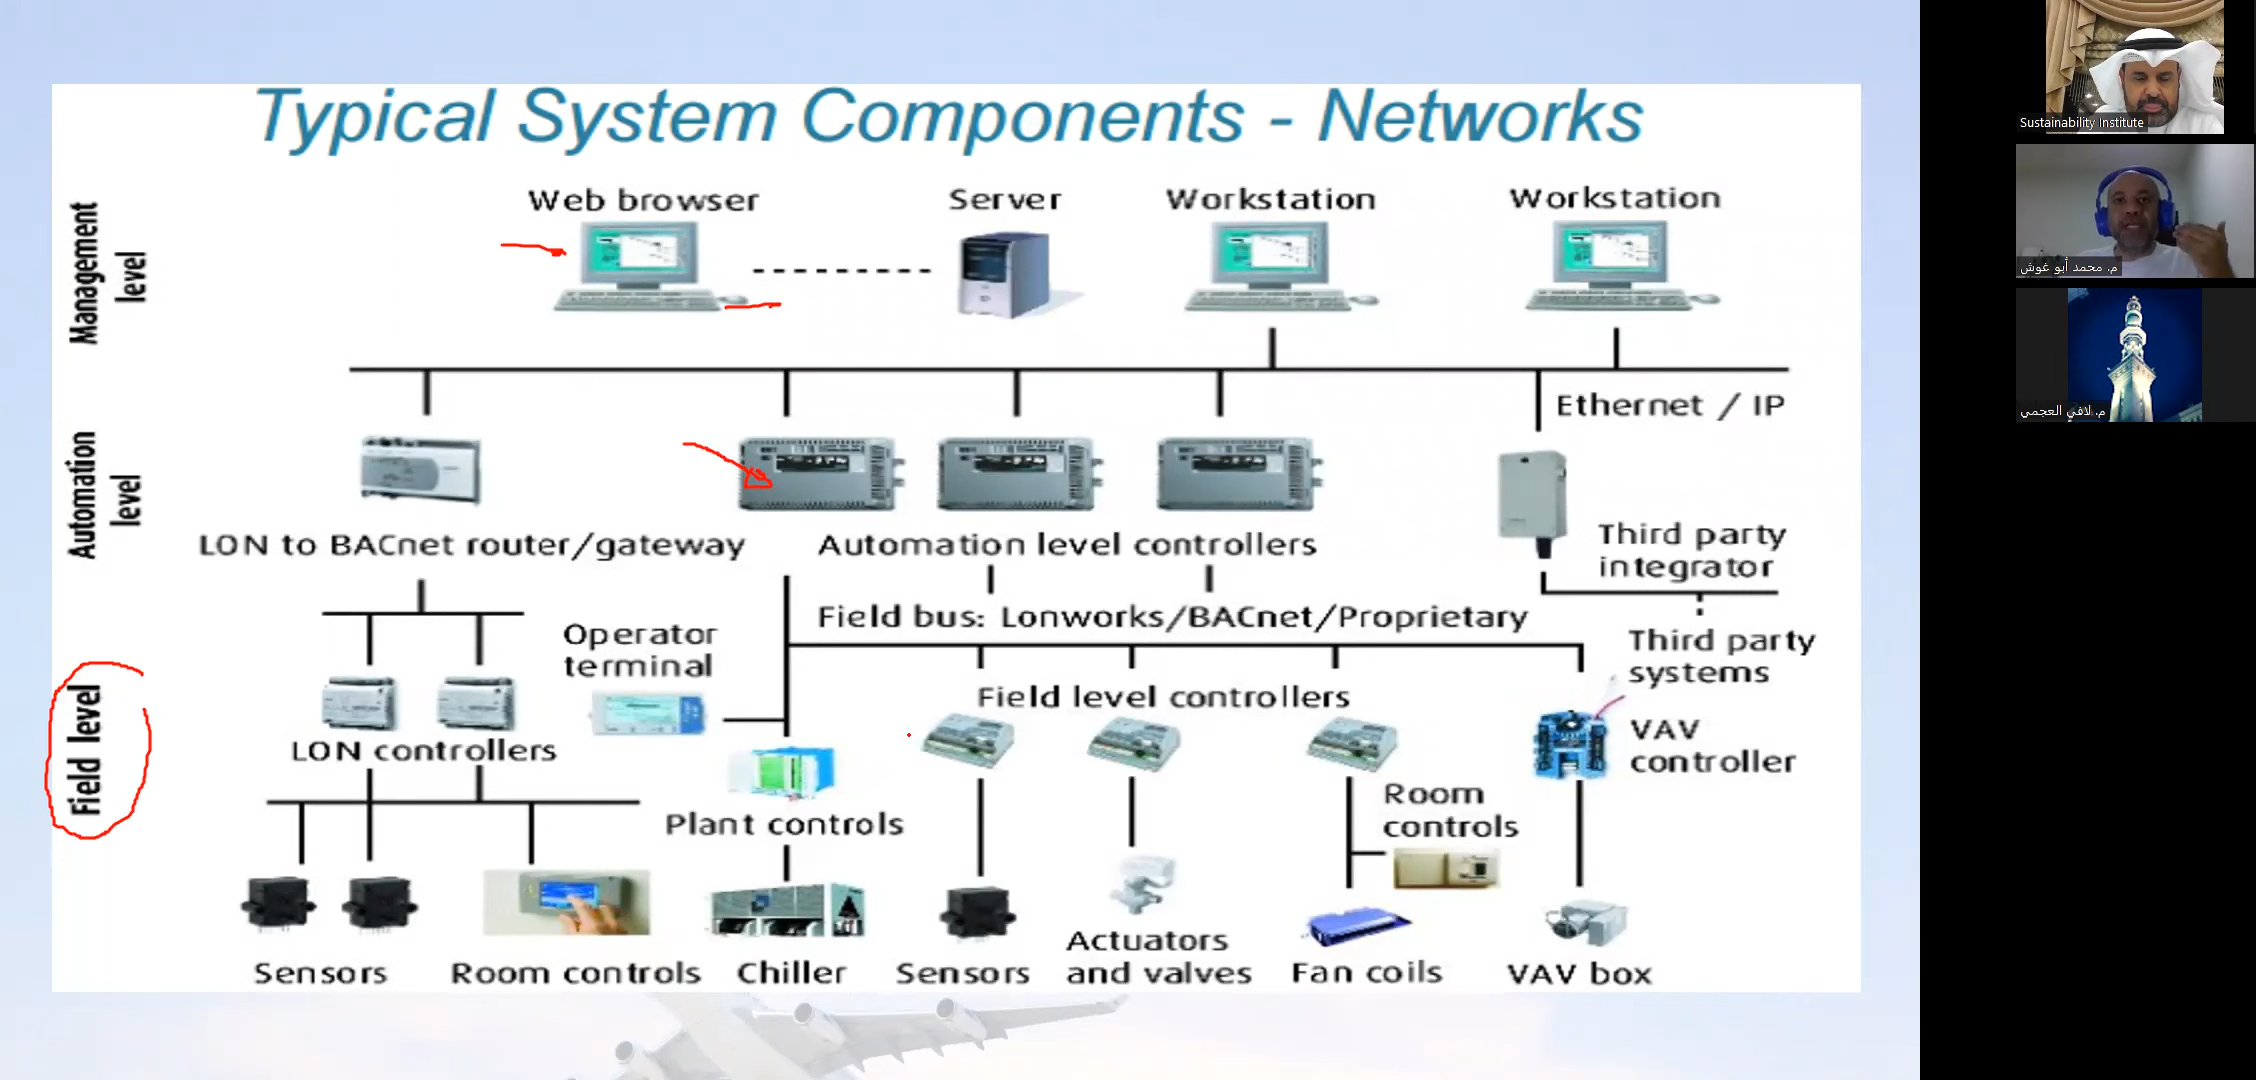 Typical System Components - Networks
Management
level
Web browser
Server
Workstation
Workstation
Ethernet / IP
Automation
level
LON to BACnet router/gateway
Automation level controllers
Third party
integrator
Field bus: Lonworks/BACnet/Proprietary
Third party
systems
Field level
Operator
terminal
LON controllers
Field level controllers
VAV
controller
Plant controls
Room
controls
Sensors
Room controls
Chiller
Sensors
Actuators
and valves
Fan coils
VAV box
Sustainability Institute
م. محمد أبو غوش
م. لافي العجمي